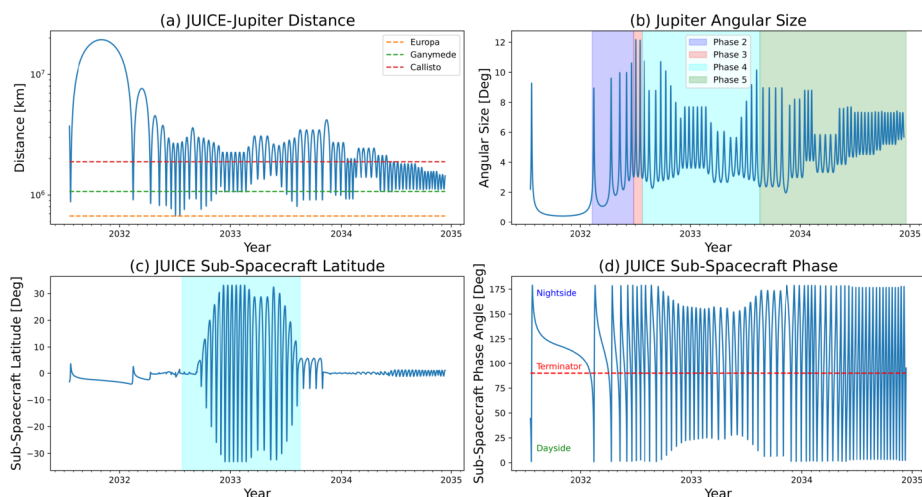 (a) JUICE-Jupiter Distance
Distance [km]
10⁷
10⁶
Europa
Ganymede
Callisto
2032
2033
2034
2035
Year
(b) Jupiter Angular Size
Angular Size [Deg]
12
10
8
6
4
2
0
Phase 2
Phase 3
Phase 4
Phase 5
2032
2033
2034
2035
Year
(c) JUICE Sub-Spacecraft Latitude
Sub-Spacecraft Latitude [Deg]
30
20
10
0
−10
−20
−30
2032
2033
2034
2035
Year
(d) JUICE Sub-Spacecraft Phase
Sub-Spacecraft Phase Angle [Deg]
175
150
125
100
75
50
25
0
Nightside
Terminator
Dayside
2032
2033
2034
2035
Year